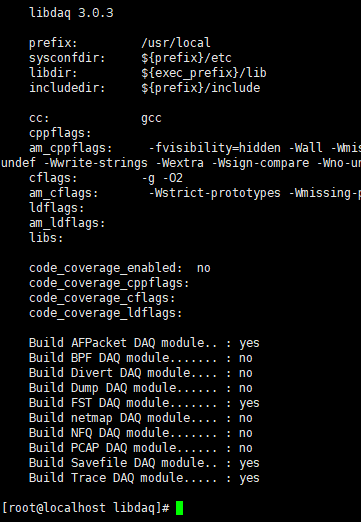 libdaq 3.0.3
prefix: /usr/local
sysconfdir: ${prefix}/etc
libdir: ${exec_prefix}/lib
includedir: ${prefix}/include
cc: gcc
cppflags:
am_cppflags: -fvisibility=hidden -Wall -Wmis
undef -Wwrite-strings -Wextra -Wsign-compare -Wno-un
cflags: -g -O2
am_cflags: -Wstrict-prototypes -Wmissing-p
ldflags:
am_ldflags:
libs:
code_coverage_enabled: no
code_coverage_cppflags:
code_coverage_cflags:
code_coverage_ldflags:
Build AFPacket DAQ module.. : yes
Build BPF DAQ module....... : no
Build Divert DAQ module.... : no
Build Dump DAQ module...... : no
Build FST DAQ module....... : yes
Build netmap DAQ module.... : no
Build NFQ DAQ module....... : no
Build PCAP DAQ module...... : no
Build Savefile DAQ module.. : yes
Build Trace DAQ module..... : yes
[root@localhost libdaq]#